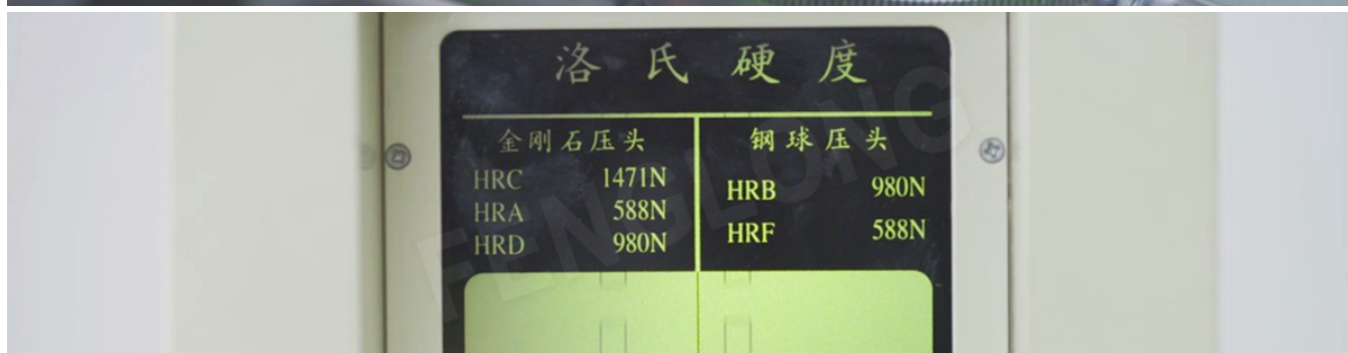 洛氏硬度
金刚石压头
HRC 1471N
HRA 588N
HRD 980N
钢球压头
HRB 980N
HRF 588N
FENGLONG